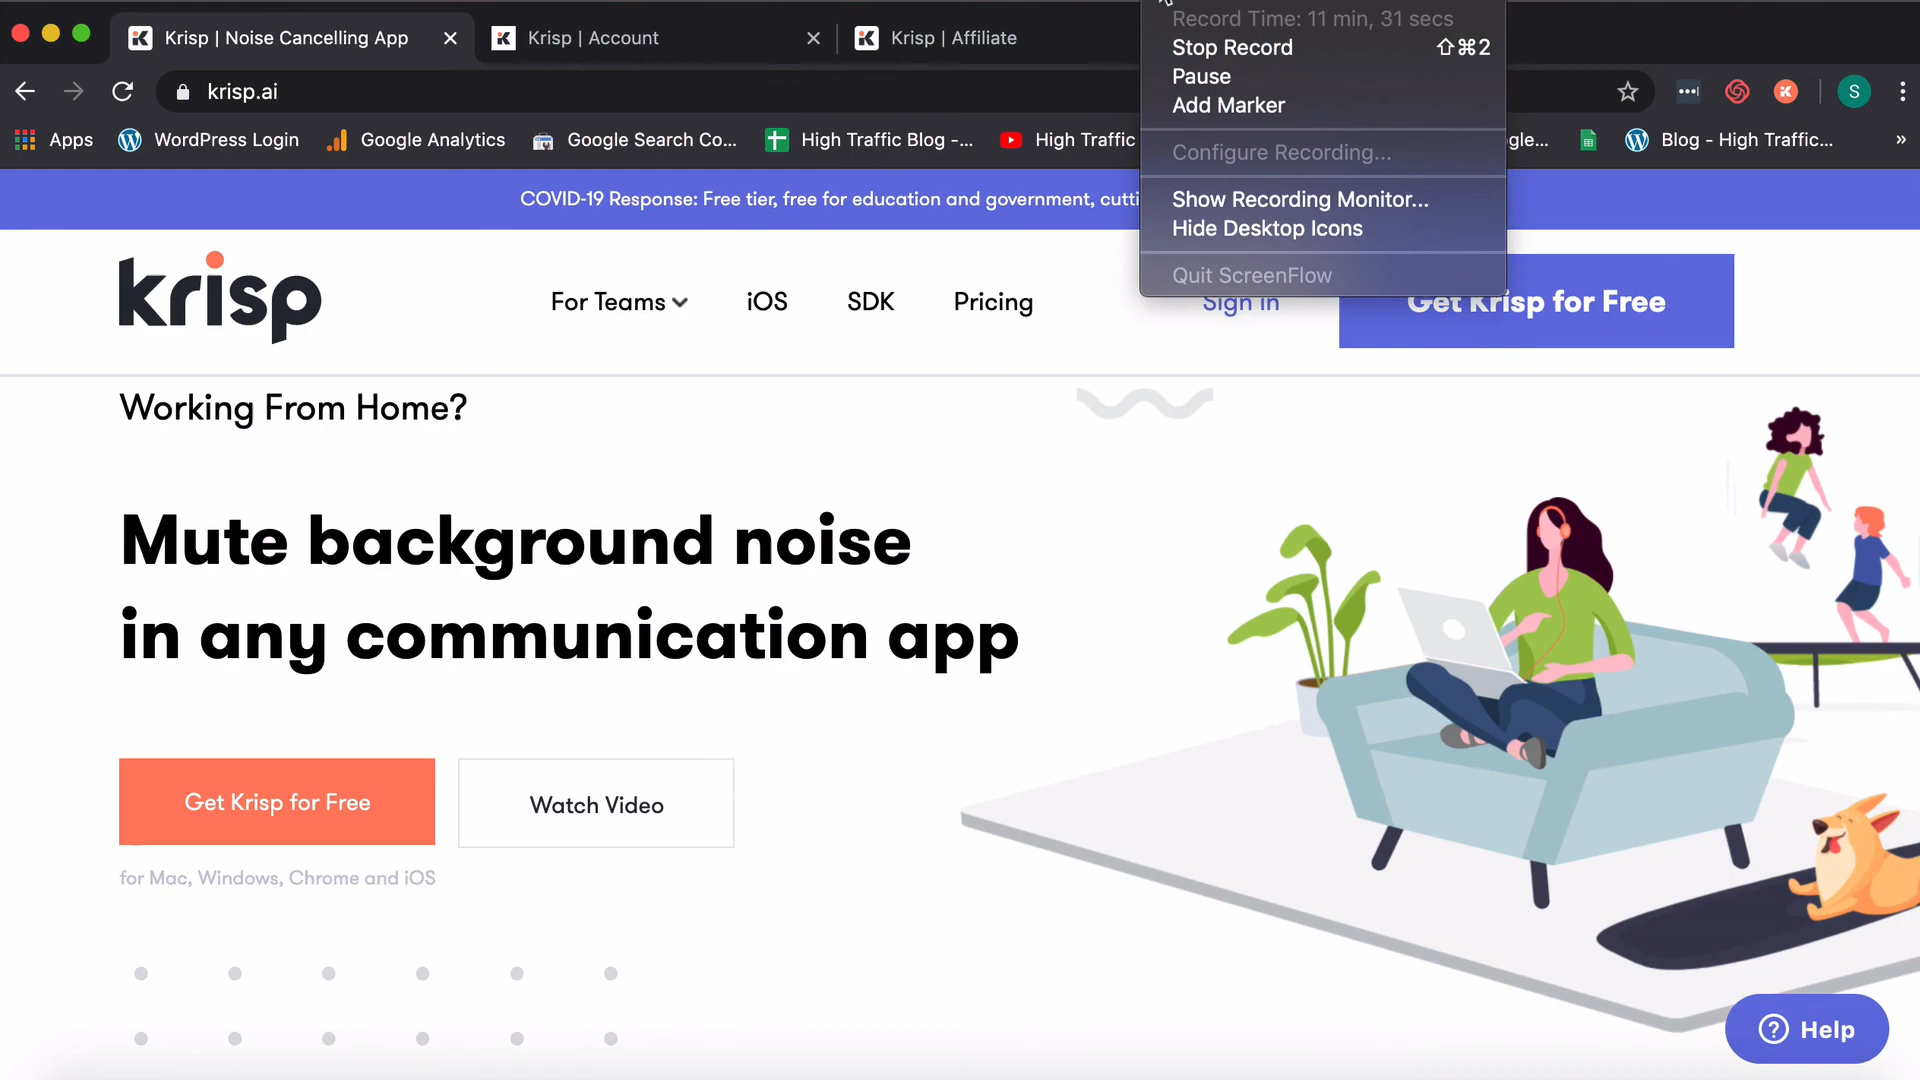 Krisp | Noise Cancelling App
Krisp | Account
Krisp | Affiliate
Record Time: 11 min, 31 secs
Stop Record ⇧⌘2
Pause
Add Marker
Configure Recording...
Show Recording Monitor...
Hide Desktop Icons
Quit ScreenFlow
krisp.ai
S
Apps
WordPress Login
Google Analytics
Google Search Co...
High Traffic Blog -...
High Traffic
gle...
Blog - High Traffic...
»
COVID-19 Response: Free tier, free for education and government, cutti
krisp
For Teams
iOS
SDK
Pricing
Sign in
Get Krisp for Free
Working From Home?
Mute background noise
in any communication app
Get Krisp for Free
Watch Video
for Mac, Windows, Chrome and iOS
Help